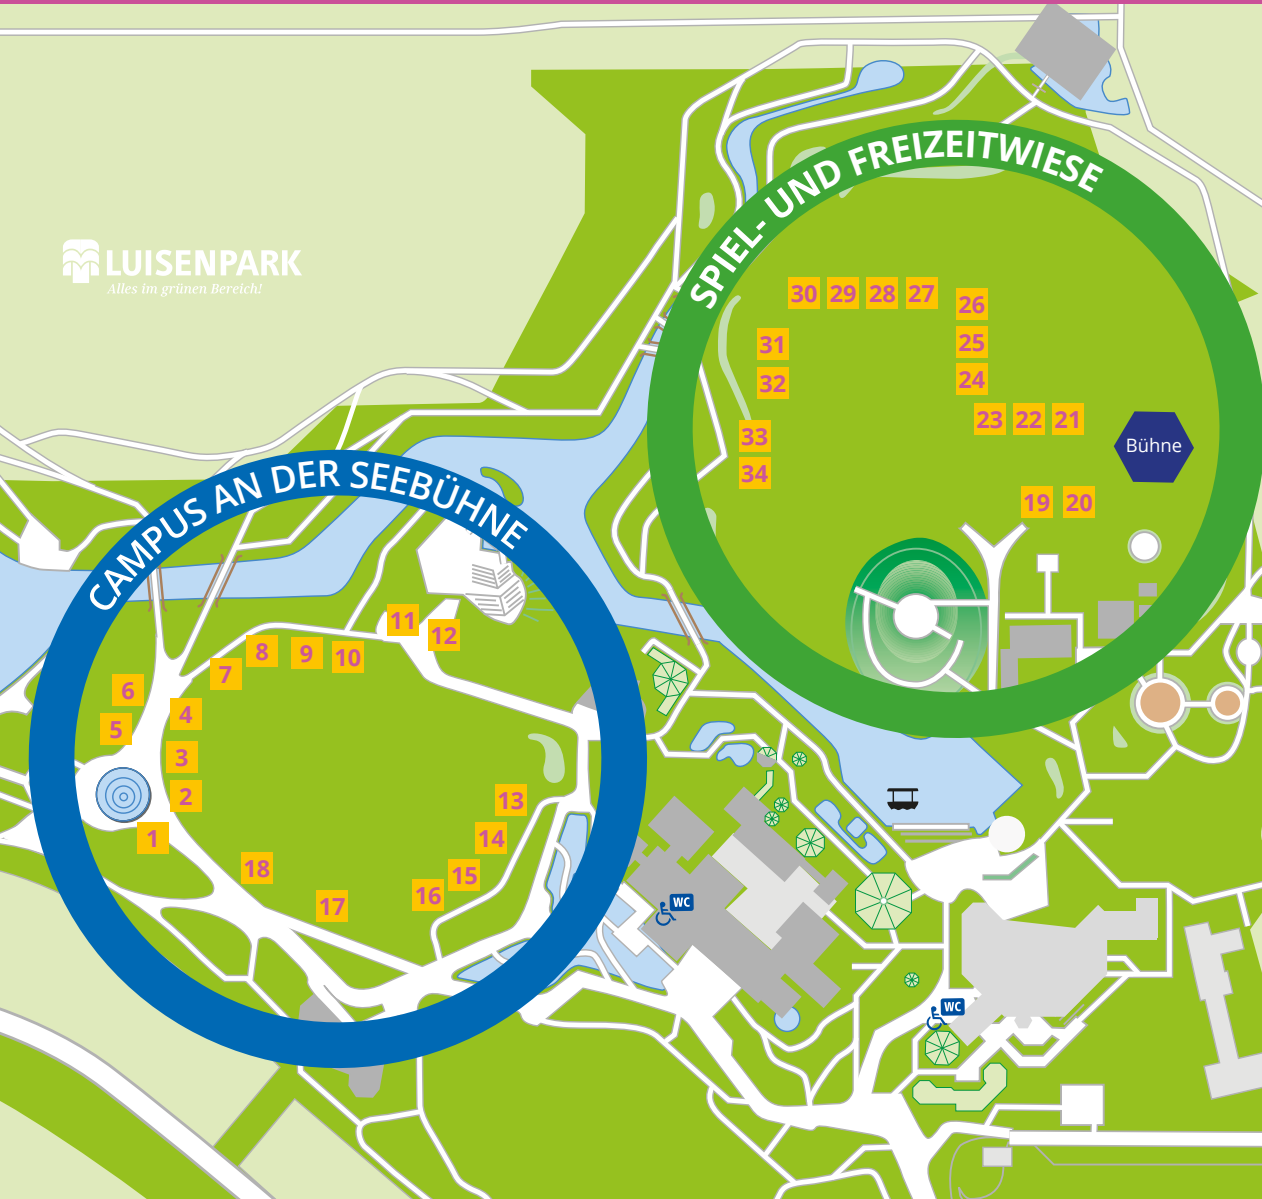 SPIEL- UND FREIZEITWIESE
LUISENPARK
Alles im grünen Bereich!
30 29 28 27
26
31
25
32
24
23 22 21
33
Bühne
34
19 20
CAMPUS AN DER SEEBÜHNE
11
12
8
9
10
7
6
4
5
3
2
13
1
14
18
15
16
17
WC
WC